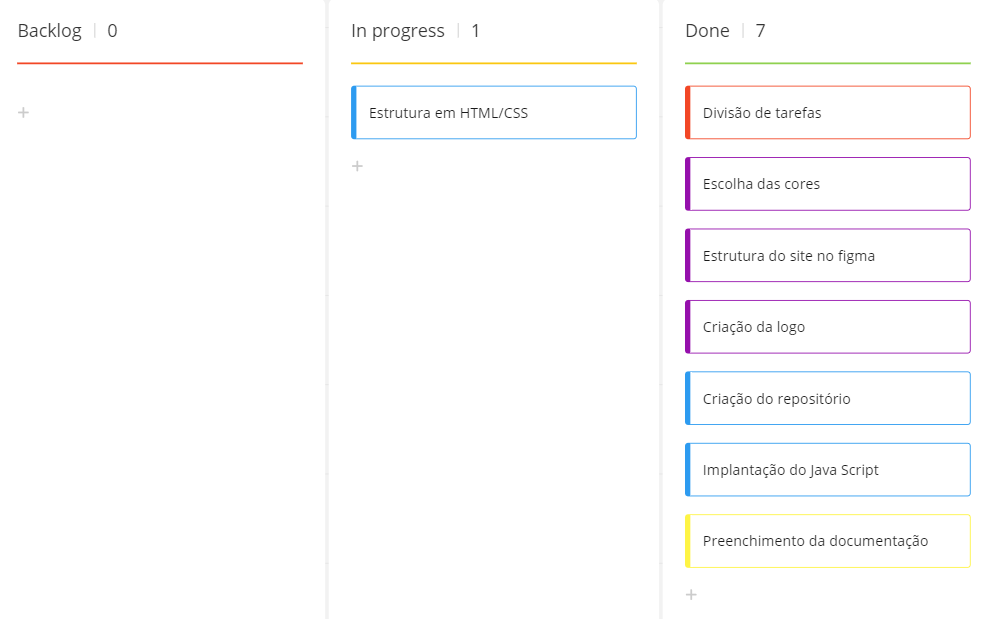 Backlog | 0
+
In progress | 1
Estrutura em HTML/CSS
+
Done | 7
Divisão de tarefas
Escolha das cores
Estrutura do site no figma
Criação da logo
Criação do repositório
Implantação do Java Script
Preenchimento da documentação
+